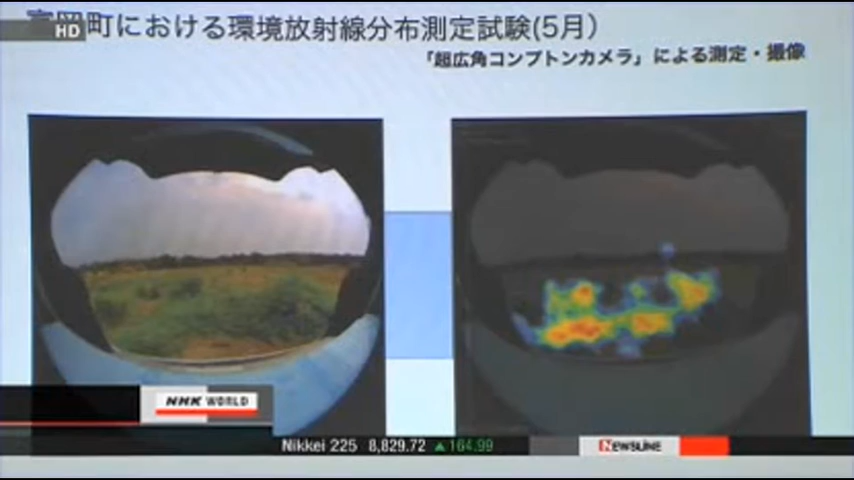 HD
町における環境放射線分布測定試験(5月)
「超広角コンプトンカメラ」による測定・撮像
NHK WORLD
Nikkei 225 8,829.72 ▲164.99
NEWSLINE